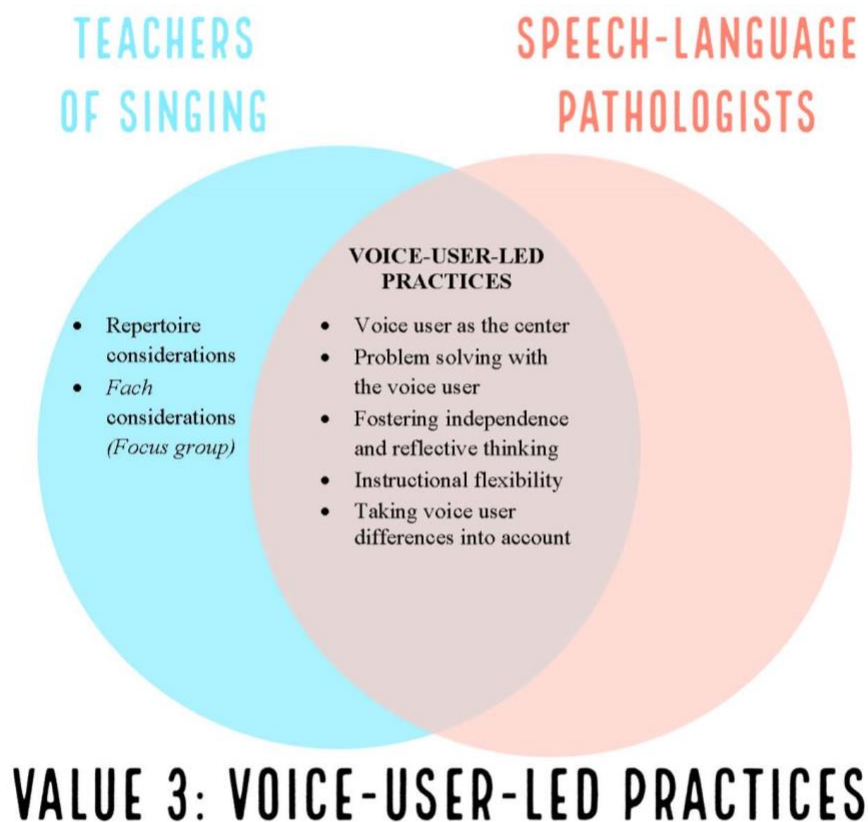 TEACHERS
OF SINGING
SPEECH-LANGUAGE
PATHOLOGISTS
• Repertoire
considerations
• Fach
considerations
(Focus group)
VOICE-USER-LED
PRACTICES
• Voice user as the center
• Problem solving with
the voice user
• Fostering independence
and reflective thinking
• Instructional flexibility
• Taking voice user
differences into account
VALUE 3: VOICE-USER-LED PRACTICES